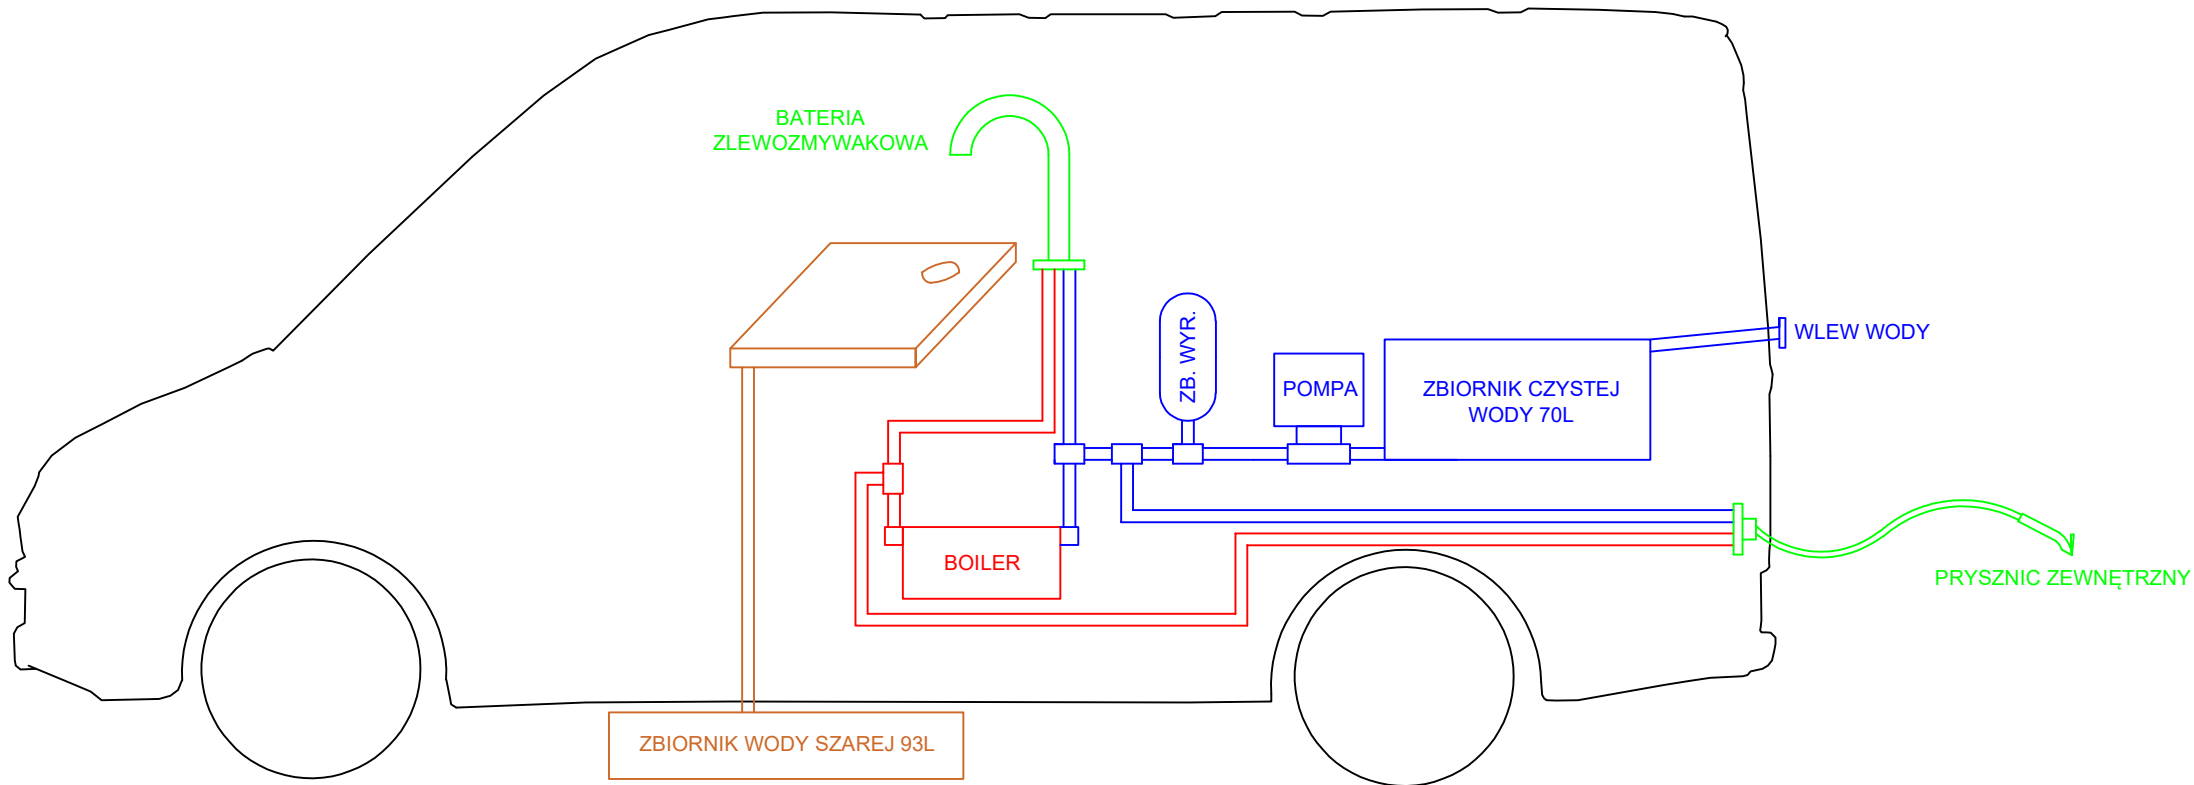 BATERIA
ZLEWOZMYWAKOWA
ZB. WYR.
POMPA
ZBIORNIK CZYSTEJ
WODY 70L
WLEW WODY
BOILER
PRYSZNIC ZEWNĘTRZNY
ZBIORNIK WODY SZAREJ 93L